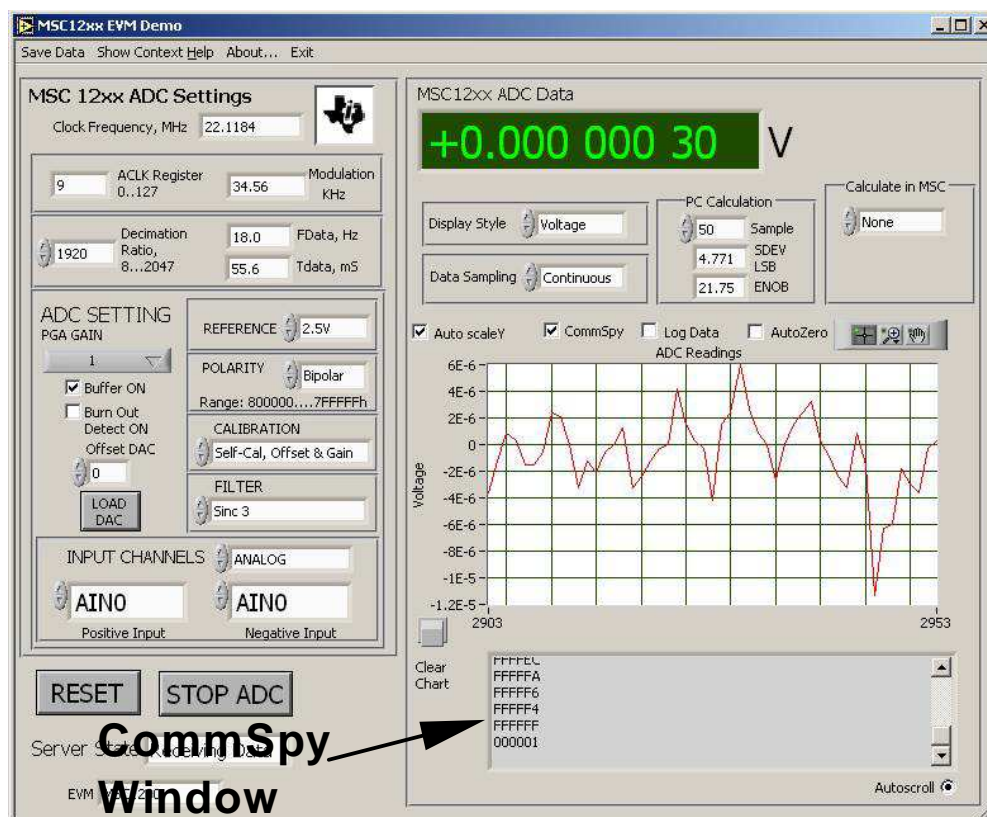 MSC12xx EVM Demo
Save Data Show Context Help About... Exit
MSC 12xx ADC Settings
Clock Frequency, MHz 22.1184
9 ACLK Register 0..127 34.56 Modulation KHz
1920 Decimation Ratio, 8...2047 18.0 FData, Hz
55.6 Tdata, mS
ADC SETTING
PGA GAIN
1
Buffer ON
Burn Out Detect ON
Offset DAC
0
LOAD DAC
REFERENCE 2.5V
POLARITY Bipolar
Range: 800000....7FFFFFh
CALIBRATION
Self-Cal, Offset & Gain
FILTER
Sinc 3
INPUT CHANNELS ANALOG
AIN0 AIN0
Positive Input Negative Input
RESET STOP ADC
Server State Receiving Data
EVM
CommSpy
Window
MSC12xx ADC Data
+0.000 000 30 V
Display Style Voltage
Data Sampling Continuous
PC Calculation
50 Sample
4.771 SDEV LSB
21.75 ENOB
Calculate in MSC
None
Auto scaleY CommSpy Log Data AutoZero
ADC Readings
6E-6
4E-6
2E-6
0
-2E-6
-4E-6
-6E-6
-8E-6
-1E-5
-1.2E-5
Voltage
2903 2953
Clear Chart
FFFFEC
FFFFFA
FFFFF6
FFFFF4
FFFFFF
000001
Autoscroll